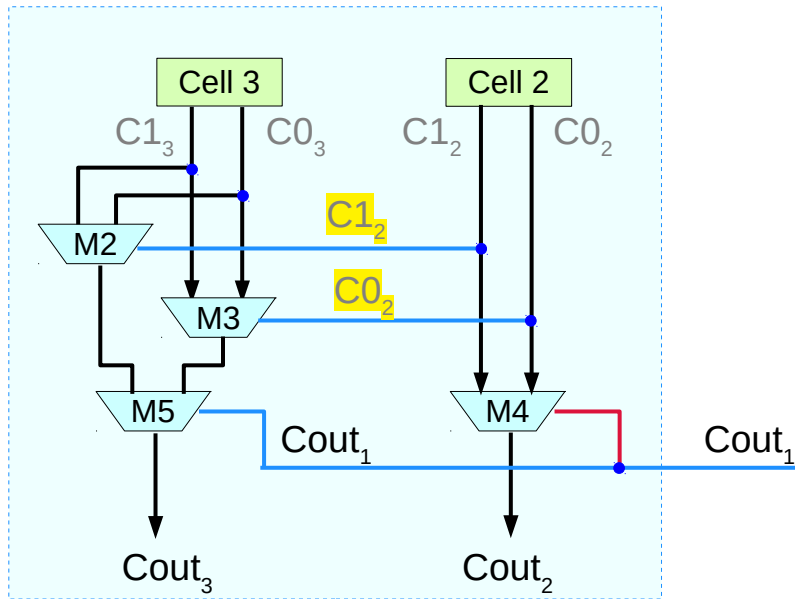 Cell 3
Cell 2
C1₃
C0₃
C1₂
C0₂
C1₂
M2
C0₂
M3
M5
M4
Cout₁
Cout₁
Cout₃
Cout₂